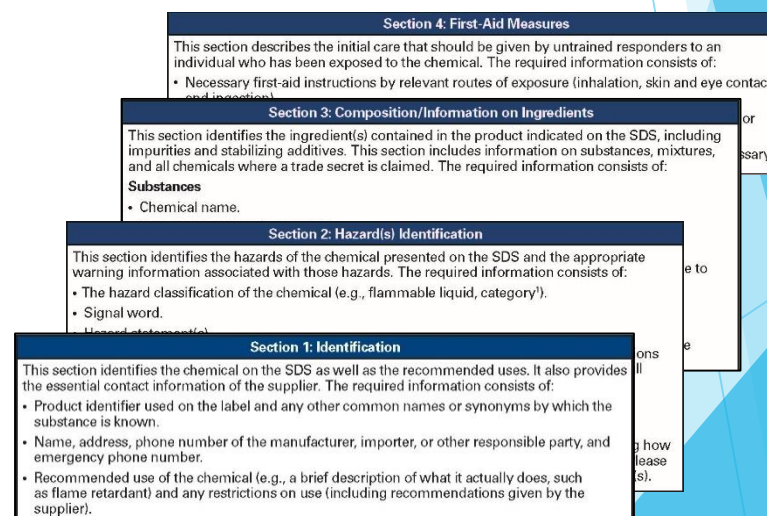 Section 4: First-Aid Measures
This section describes the initial care that should be given by untrained responders to an
individual who has been exposed to the chemical. The required information consists of:
• Necessary first-aid instructions by relevant routes of exposure (inhalation, skin and eye contac
and ingestion)
or
ssary
Section 3: Composition/Information on Ingredients
This section identifies the ingredient(s) contained in the product indicated on the SDS, including
impurities and stabilizing additives. This section includes information on substances, mixtures,
and all chemicals where a trade secret is claimed. The required information consists of:
Substances
• Chemical name.
e to
e
Section 2: Hazard(s) Identification
This section identifies the hazards of the chemical presented on the SDS and the appropriate
warning information associated with those hazards. The required information consists of:
• The hazard classification of the chemical (e.g., flammable liquid, category¹).
• Signal word.
• Hazard statement(s)
ons
ll
g how
lease
(s).
Section 1: Identification
This section identifies the chemical on the SDS as well as the recommended uses. It also provides
the essential contact information of the supplier. The required information consists of:
• Product identifier used on the label and any other common names or synonyms by which the
substance is known.
• Name, address, phone number of the manufacturer, importer, or other responsible party, and
emergency phone number.
• Recommended use of the chemical (e.g., a brief description of what it actually does, such
as flame retardant) and any restrictions on use (including recommendations given by the
supplier).